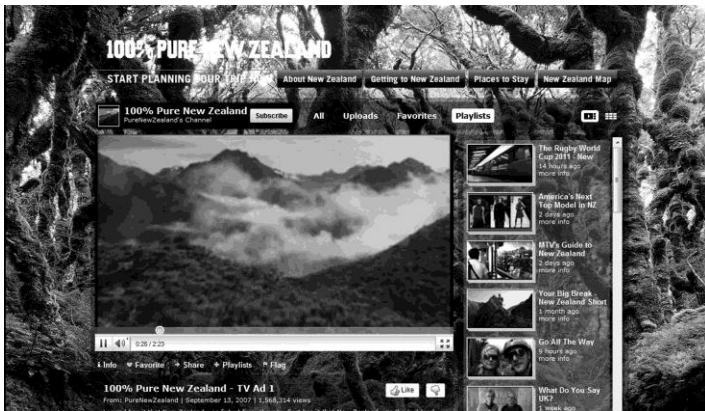 100% PURE NEW ZEALAND
START PLANNING YOUR TRIP NOW
About New Zealand
Getting to New Zealand
Places to Stay
New Zealand Map
100% Pure New Zealand
PureNewZealand's Channel
Subscribe
All
Uploads
Favorites
Playlists
The Rugby World
Cup 2011 - New
14 hours ago
more info
America's Next
Top Model in NZ
2 days ago
more info
MTV's Guide to
New Zealand
2 days ago
more info
Your Big Break -
New Zealand Short
1 month ago
more info
Go All The Way
9 hours ago
more info
What Do You Say
UK?
1 week ago
0:26 / 2:23
Info
Favorite
Share
Playlists
Flag
100% Pure New Zealand - TV Ad 1
From: PureNewZealand | September 13, 2007 | 1,568,314 views
Like